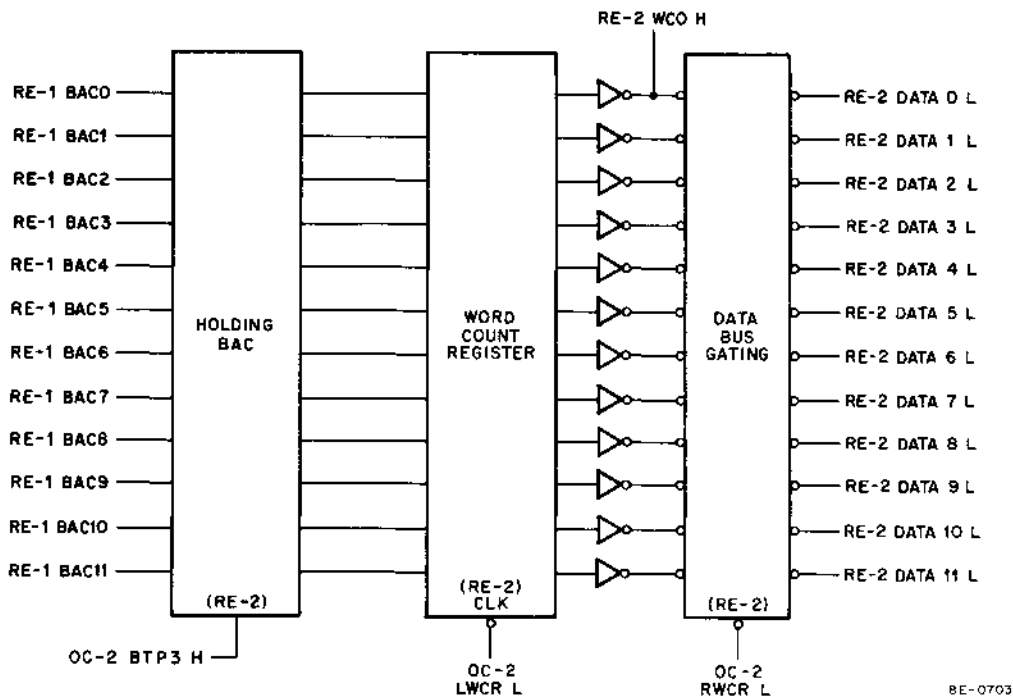 RE-2 WCO H
RE-1 BAC0
RE-1 BAC1
RE-1 BAC2
RE-1 BAC3
RE-1 BAC4
RE-1 BAC5
RE-1 BAC6
RE-1 BAC7
RE-1 BAC8
RE-1 BAC9
RE-1 BAC10
RE-1 BAC11
HOLDING
BAC
(RE-2)
OC-2 BTP3 H
WORD
COUNT
REGISTER
(RE-2)
CLK
OC-2
LWCR L
DATA
BUS
GATING
(RE-2)
OC-2
RWCR L
RE-2 DATA 0 L
RE-2 DATA 1 L
RE-2 DATA 2 L
RE-2 DATA 3 L
RE-2 DATA 4 L
RE-2 DATA 5 L
RE-2 DATA 6 L
RE-2 DATA 7 L
RE-2 DATA 8 L
RE-2 DATA 9 L
RE-2 DATA 10 L
RE-2 DATA 11 L
8E-0703